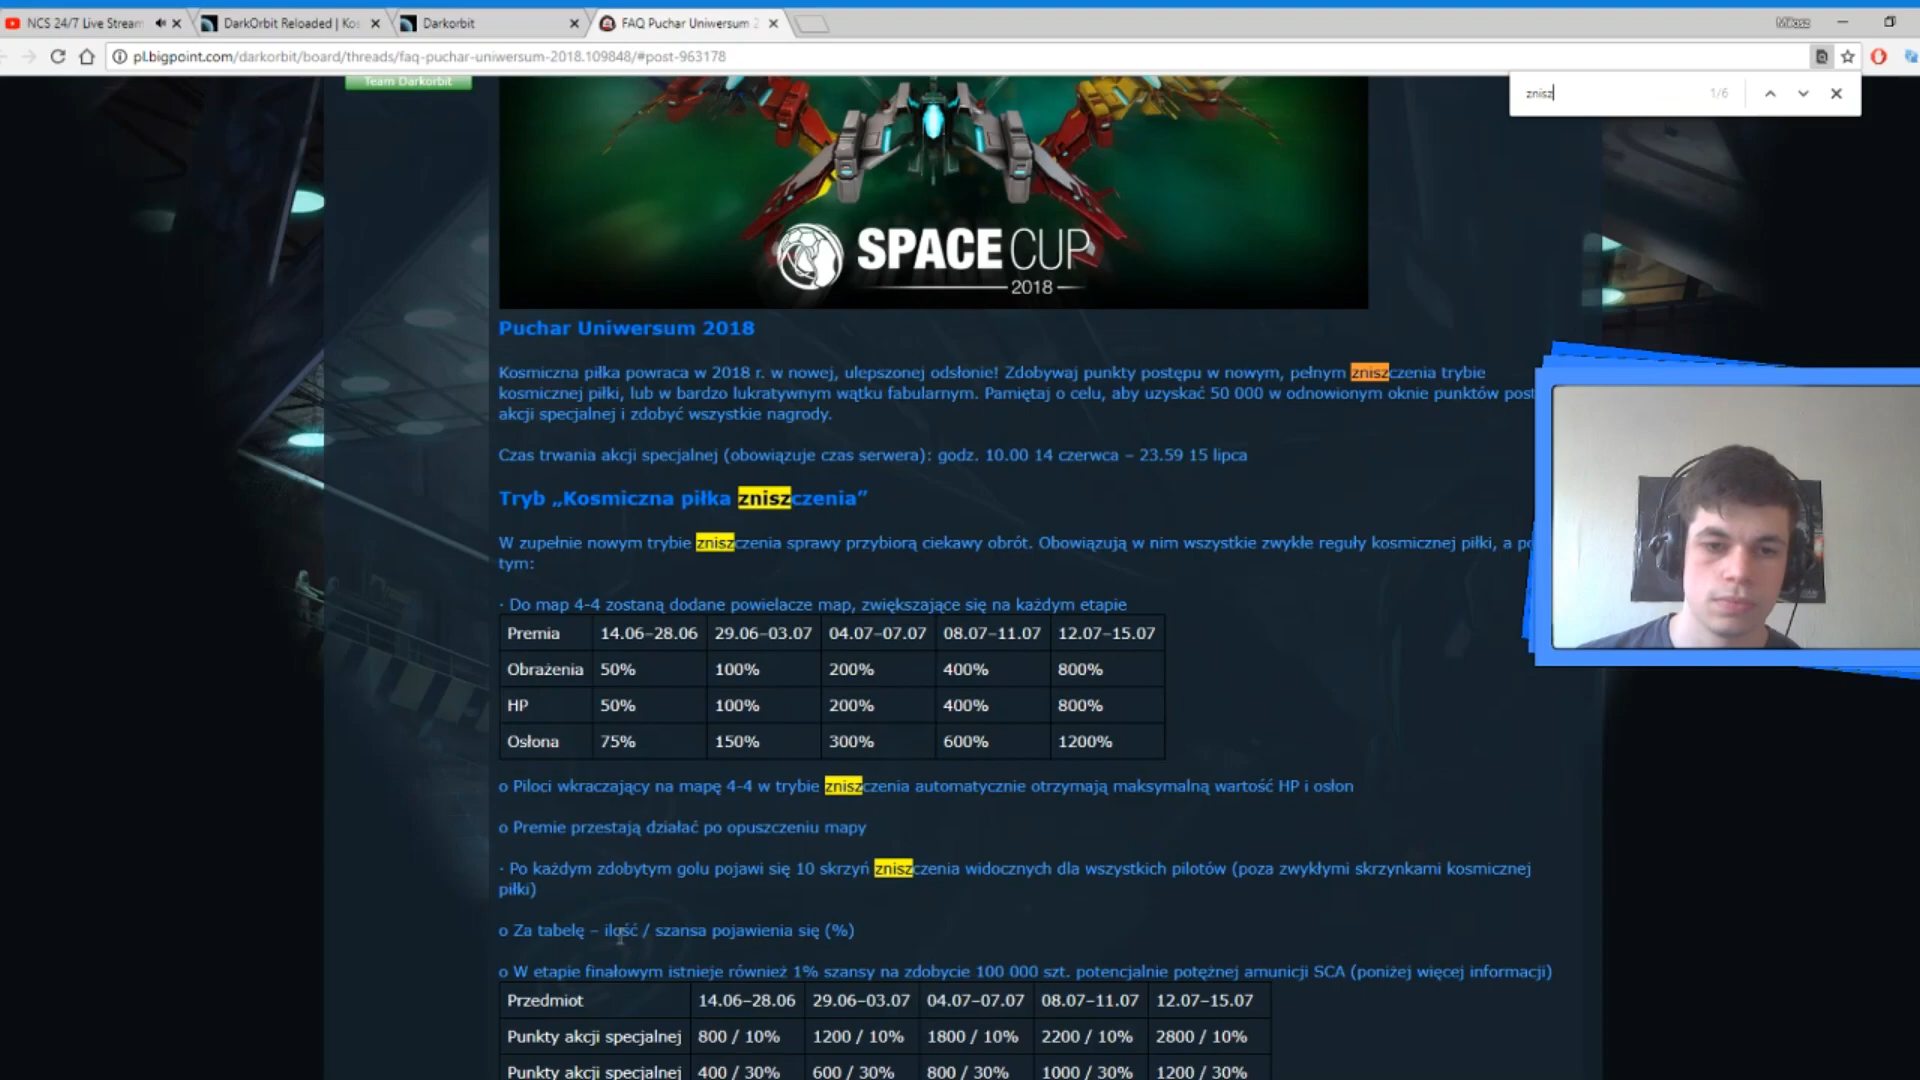 NCS 24/7 Live Stream
DarkOrbit Reloaded | Kos
Darkorbit
FAQ Puchar Uniwersum 2
Miłosz
pl.bigpoint.com/darkorbit/board/threads/faq-puchar-uniwersum-2018.109848/#post-963178
znisz
1/6
Team Darkorbit
SPACE CUP
2018
Puchar Uniwersum 2018
Kosmiczna piłka powraca w 2018 r. w nowej, ulepszonej odsłonie! Zdobywaj punkty postępu w nowym, pełnym zniszczenia trybie
kosmicznej piłki, lub w bardzo lukratywnym wątku fabularnym. Pamiętaj o celu, aby uzyskać 50 000 w odnowionym oknie punktów post
akcji specjalnej i zdobyć wszystkie nagrody.
Czas trwania akcji specjalnej (obowiązuje czas serwera): godz. 10.00 14 czerwca – 23.59 15 lipca
Tryb „Kosmiczna piłka zniszczenia”
W zupełnie nowym trybie zniszczenia sprawy przybiorą ciekawy obrót. Obowiązują w nim wszystkie zwykłe reguły kosmicznej piłki, a po
tym:
· Do map 4-4 zostaną dodane powielacze map, zwiększające się na każdym etapie
Premia 14.06–28.06 29.06–03.07 04.07–07.07 08.07–11.07 12.07–15.07
Obrażenia 50% 100% 200% 400% 800%
HP 50% 100% 200% 400% 800%
Osłona 75% 150% 300% 600% 1200%
o Piloci wkraczający na mapę 4-4 w trybie zniszczenia automatycznie otrzymają maksymalną wartość HP i osłon
o Premie przestają działać po opuszczeniu mapy
· Po każdym zdobytym golu pojawi się 10 skrzyń zniszczenia widocznych dla wszystkich pilotów (poza zwykłymi skrzynkami kosmicznej
piłki)
o Za tabelę – ilość / szansa pojawienia się (%)
o W etapie finałowym istnieje również 1% szansy na zdobycie 100 000 szt. potencjalnie potężnej amunicji SCA (poniżej więcej informacji)
Przedmiot 14.06–28.06 29.06–03.07 04.07–07.07 08.07–11.07 12.07–15.07
Punkty akcji specjalnej 800 / 10% 1200 / 10% 1800 / 10% 2200 / 10% 2800 / 10%
Punkty akcji specjalnej 400 / 30% 600 / 30% 800 / 30% 1000 / 30% 1200 / 30%